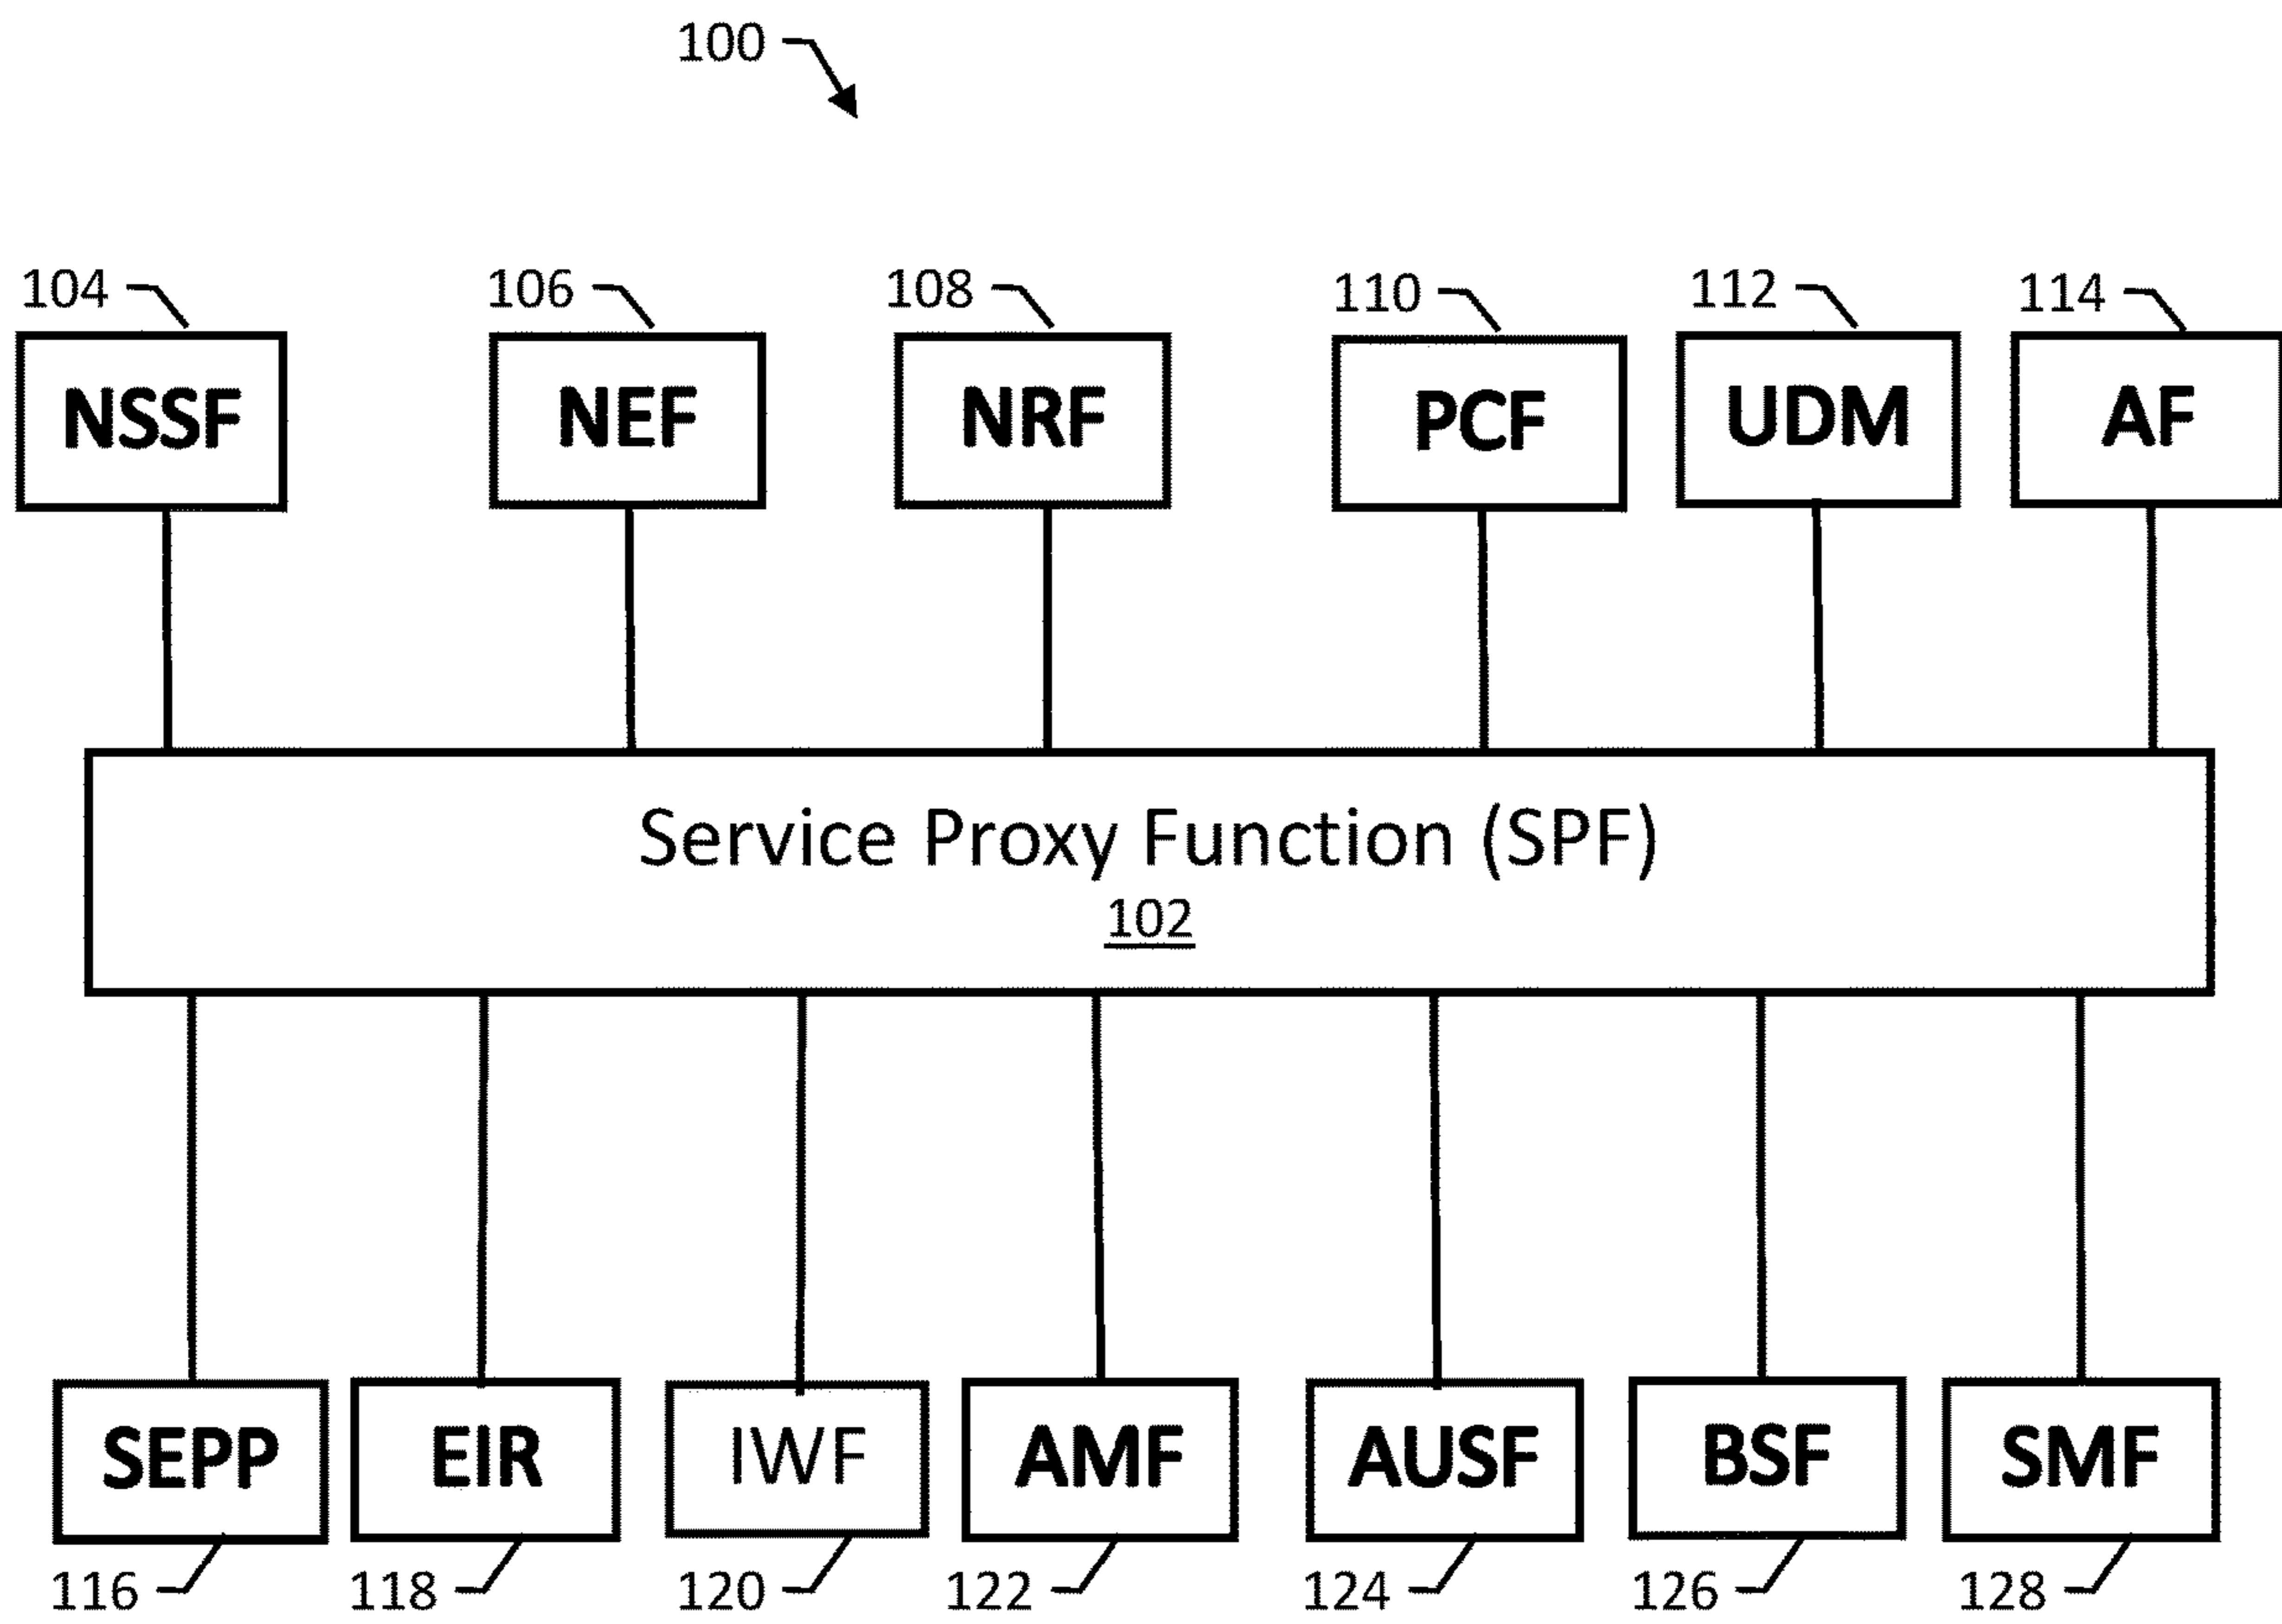 100
104 106 108 110 112 114
NSSF NEF NRF PCF UDM AF
Service Proxy Function (SPF)
102
SEPP EIR IWF AMF AUSF BSF SMF
116 118 120 122 124 126 128